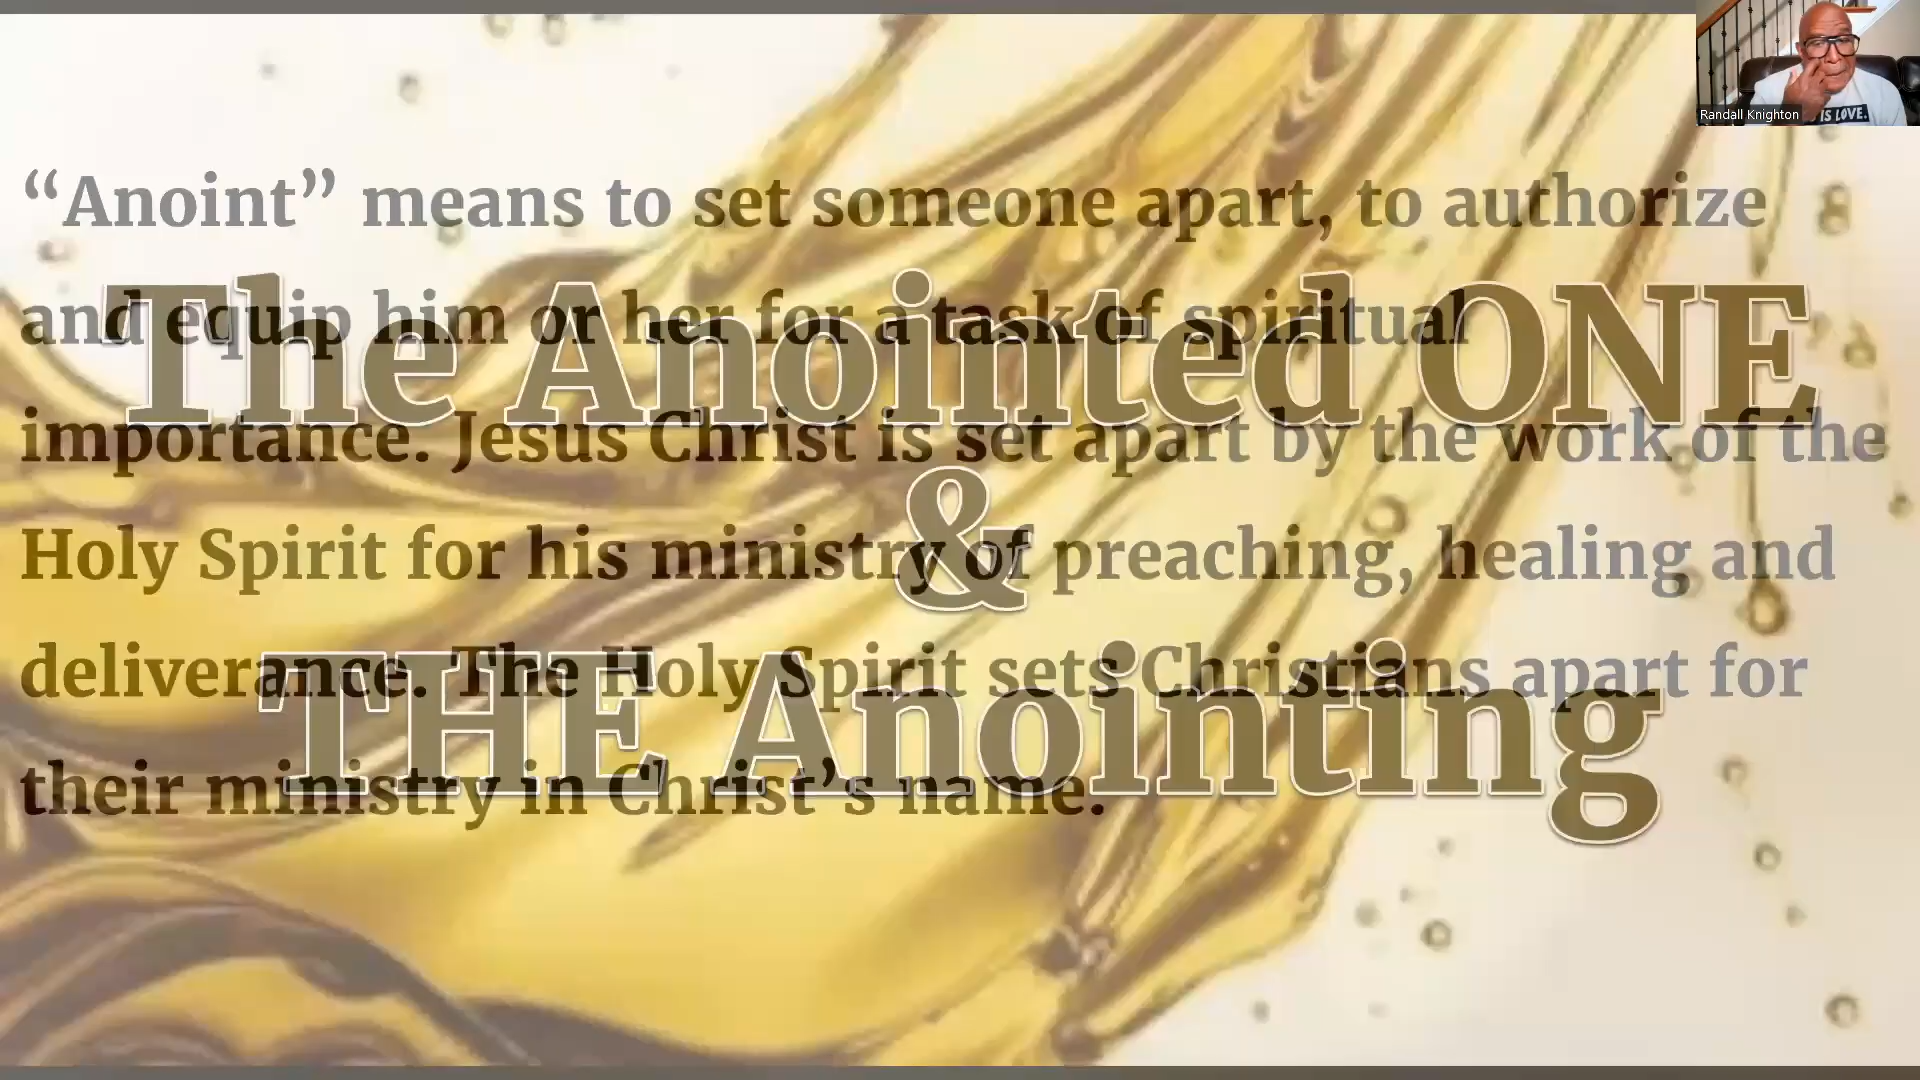 “Anoint” means to set someone apart, to authorize
and equip him or her for a task of spiritual
importance. Jesus Christ is set apart by the work of the
Holy Spirit for his ministry of preaching, healing and
deliverance. The Holy Spirit sets Christians apart for
their ministry in Christ’s name.
The Anointed ONE
&
THE Anointing
Randall Knighton
IS LOVE.